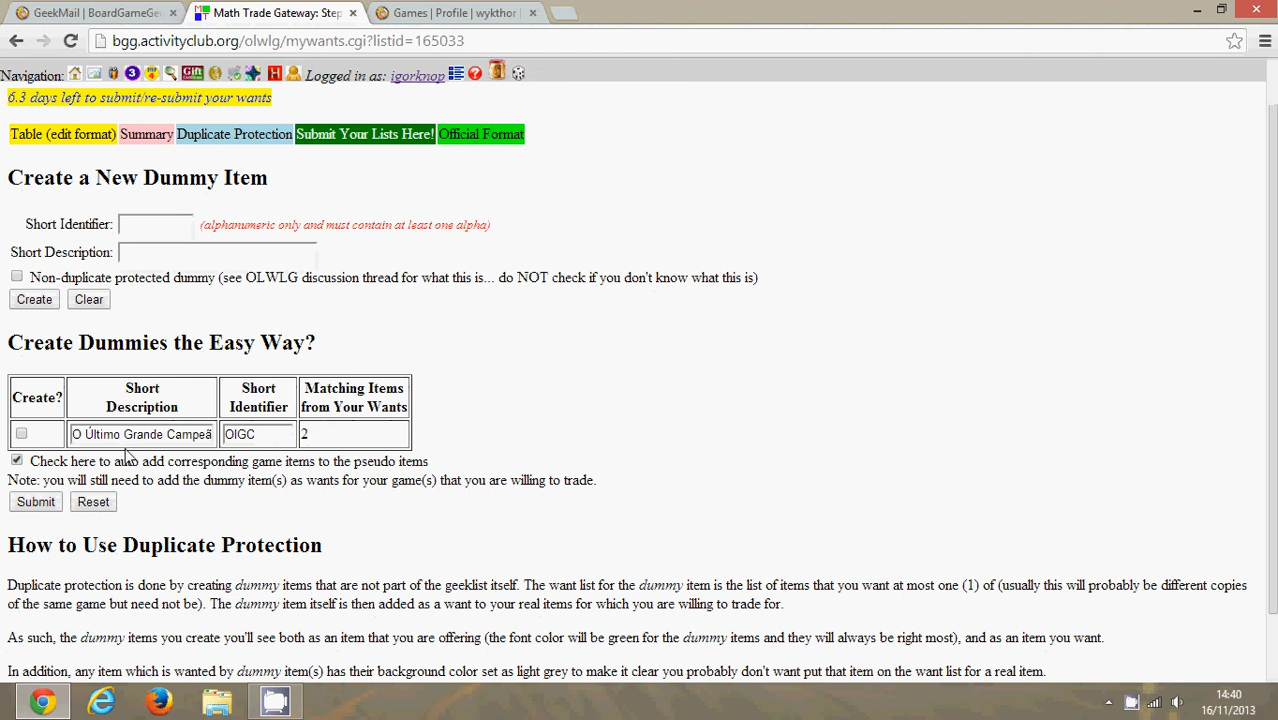 GeekMail | BoardGameGe
Math Trade Gateway: Step
Games | Profile | wykthor
bgg.activityclub.org/olwlg/mywants.cgi?listid=165033
Navigation: Logged in as: igorknop
6.3 days left to submit/re-submit your wants
Table (edit format) Summary Duplicate Protection Submit Your Lists Here! Official Format
Create a New Dummy Item
Short Identifier: (alphanumeric only and must contain at least one alpha)
Short Description:
Non-duplicate protected dummy (see OLWLG discussion thread for what this is... do NOT check if you don't know what this is)
Create Clear
Create Dummies the Easy Way?
Create? Short Description Short Identifier Matching Items from Your Wants
O Último Grande Campeã OIGC 2
Check here to auto add corresponding game items to the pseudo items
Note: you will still need to add the dummy item(s) as wants for your game(s) that you are willing to trade.
Submit Reset
How to Use Duplicate Protection
Duplicate protection is done by creating dummy items that are not part of the geeklist itself. The want list for the dummy item is the list of items that you want at most one (1) of (usually this will probably be different copies
of the same game but need not be). The dummy item itself is then added as a want to your real items for which you are willing to trade for.
As such, the dummy items you create you'll see both as an item that you are offering (the font color will be green for the dummy items and they will always be right most), and as an item you want.
In addition, any item which is wanted by dummy item(s) has their background color set as light grey to make it clear you probably don't want put that item on the want list for a real item.
14:40
16/11/2013